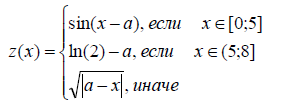 z(x) = { sin(x − a), если x ∈ [0;5]
ln(2) − a, если x ∈ (5;8]
√|a − x|, иначе